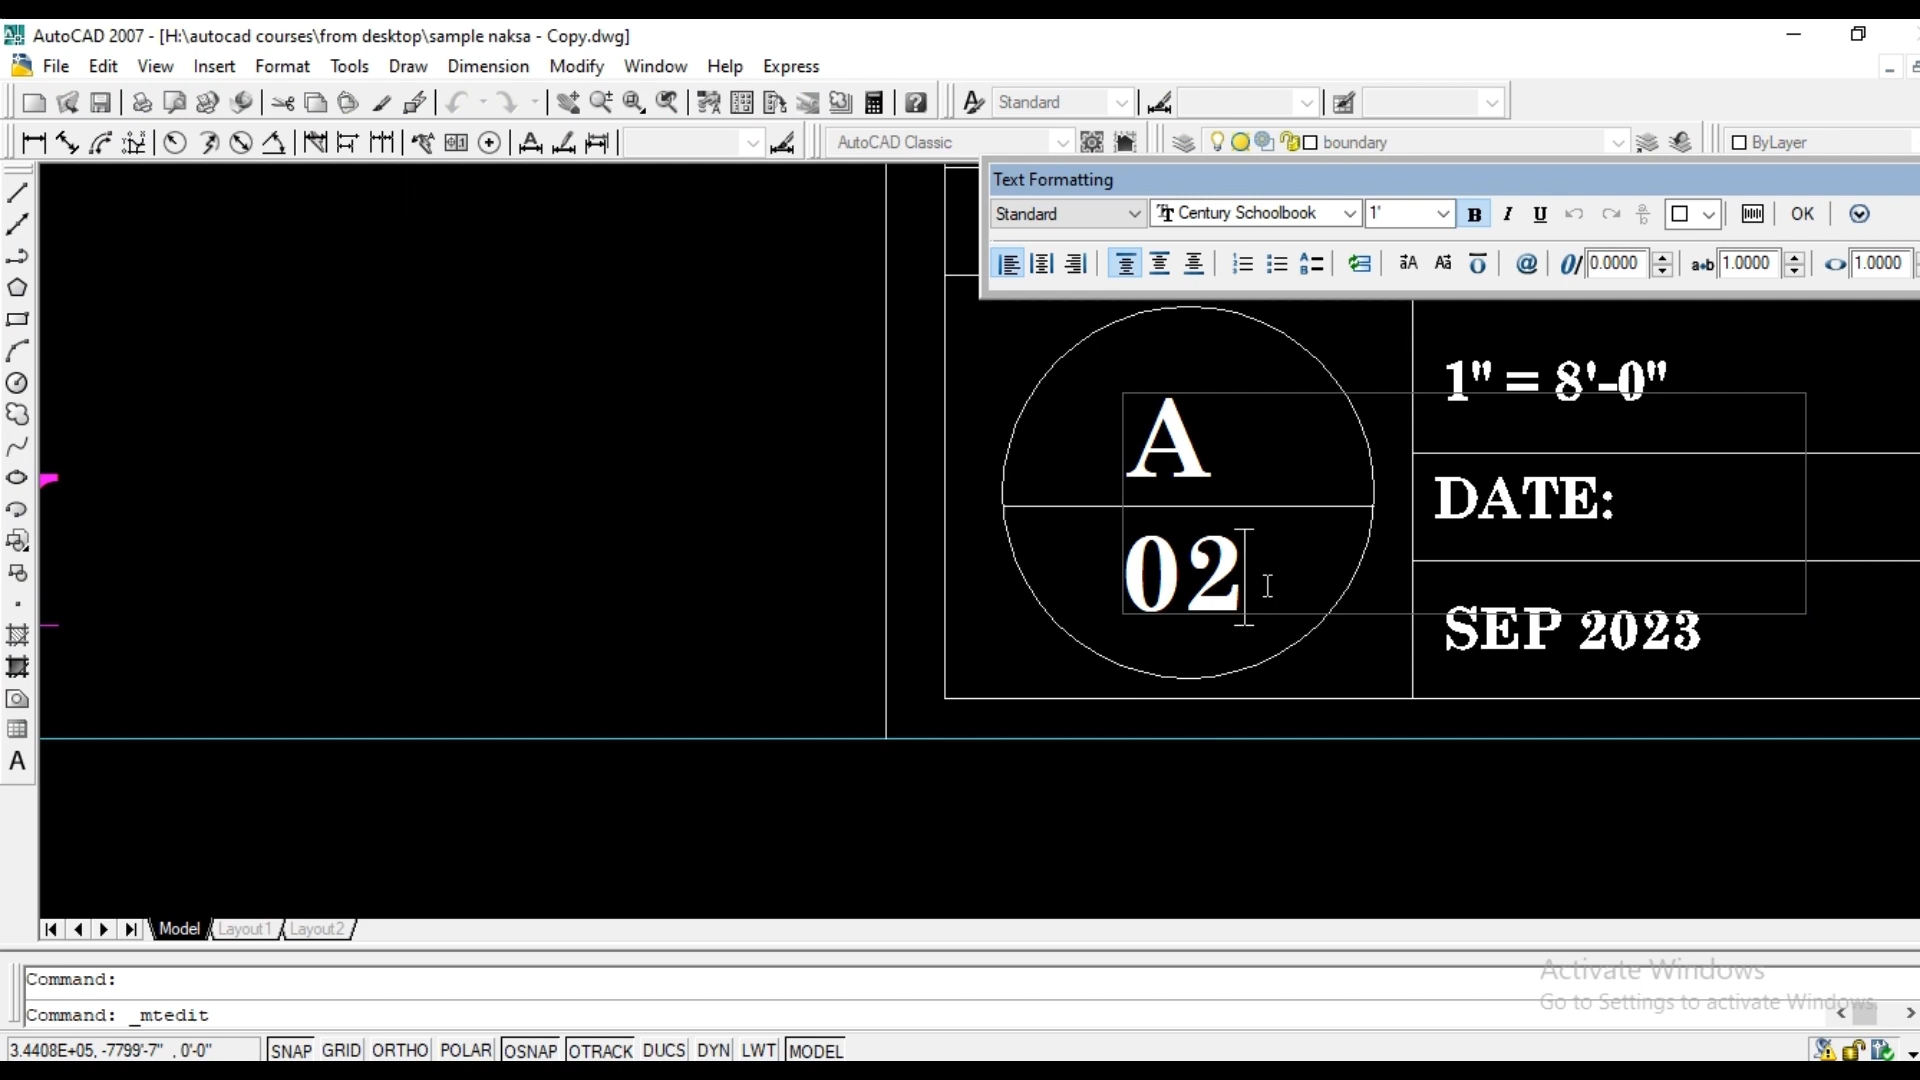 AutoCAD 2007 - [H:\autocad courses\from desktop\sample naksa - Copy.dwg]
File Edit View Insert Format Tools Draw Dimension Modify Window Help Express
Standard
AutoCAD Classic boundary ByLayer
Text Formatting
Standard Century Schoolbook 1' B I U OK
@ 0/ 0.0000 a•b 1.0000 1.0000
1" = 8'-0"
A
DATE:
02
SEP 2023
A
Model Layout1 Layout2
Command:
Command: _mtedit
Activate Windows
Go to Settings to activate Windows.
3.4408E+05, -7799'-7" , 0'-0" SNAP GRID ORTHO POLAR OSNAP OTRACK DUCS DYN LWT MODEL